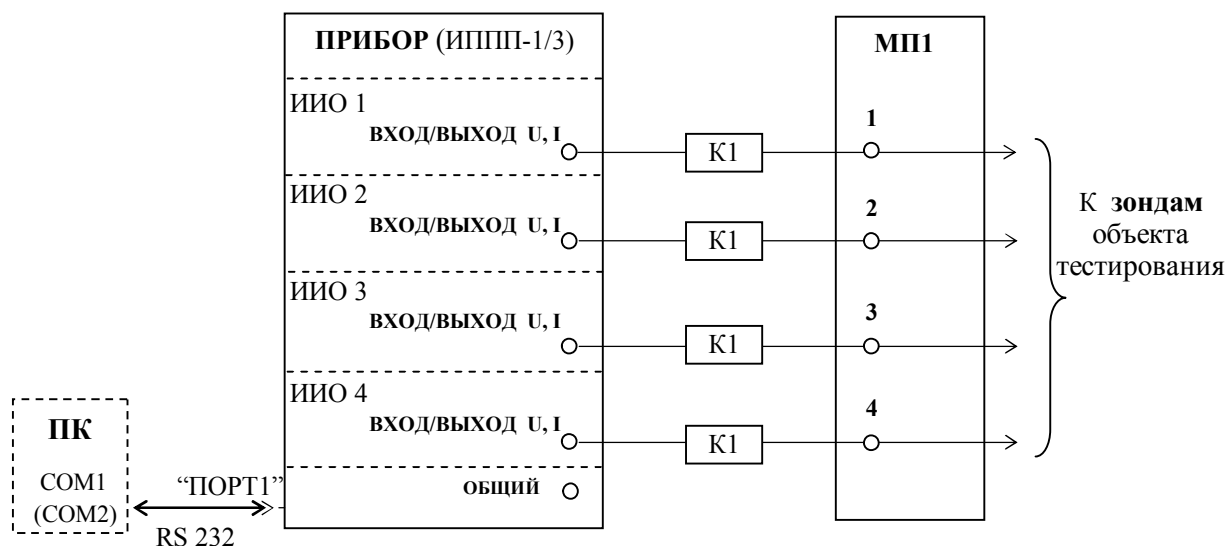 ПРИБОР (ИППП-1/3)
МП1
ИИО 1
ВХОД/ВЫХОД U, I
К1
1
ИИО 2
ВХОД/ВЫХОД U, I
К1
2
ИИО 3
ВХОД/ВЫХОД U, I
К1
3
ИИО 4
ВХОД/ВЫХОД U, I
К1
4
К зондам
объекта
тестирования
ПК
COM1
(COM2)
“ПОРТ1”
RS 232
ОБЩИЙ